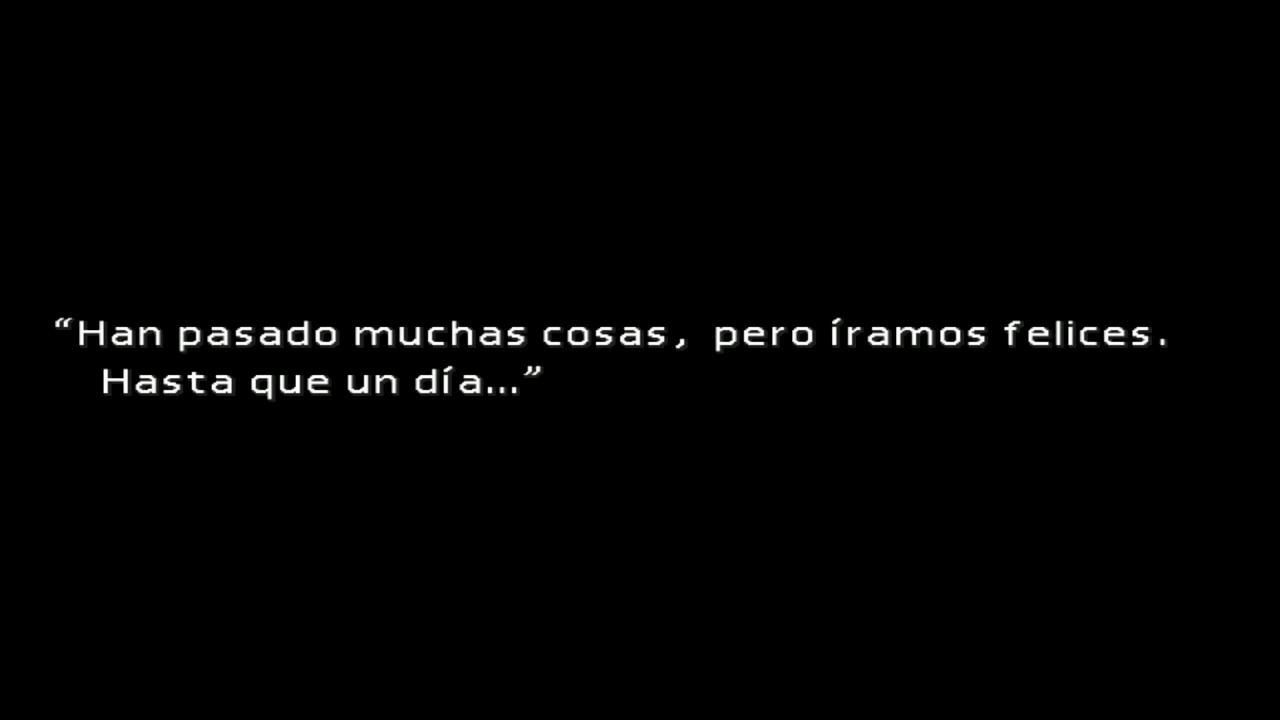 “Han pasado muchas cosas, pero íramos felices.
Hasta que un día...”